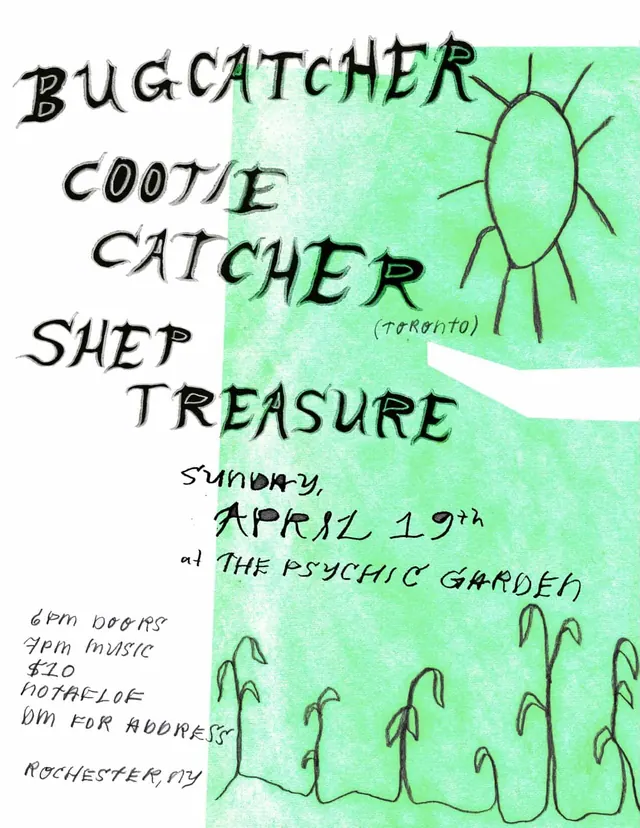 BUGCATCHER
COOTIE
CATCHER
(TORONTO)
SHEP
TREASURE
SUNDAY,
APRIL 19th
at THE PSYCHIC GARDEN
6PM DOORS
7PM MUSIC
$10
NOTAFLOF
DM FOR ADDRESS
ROCHESTER, NY